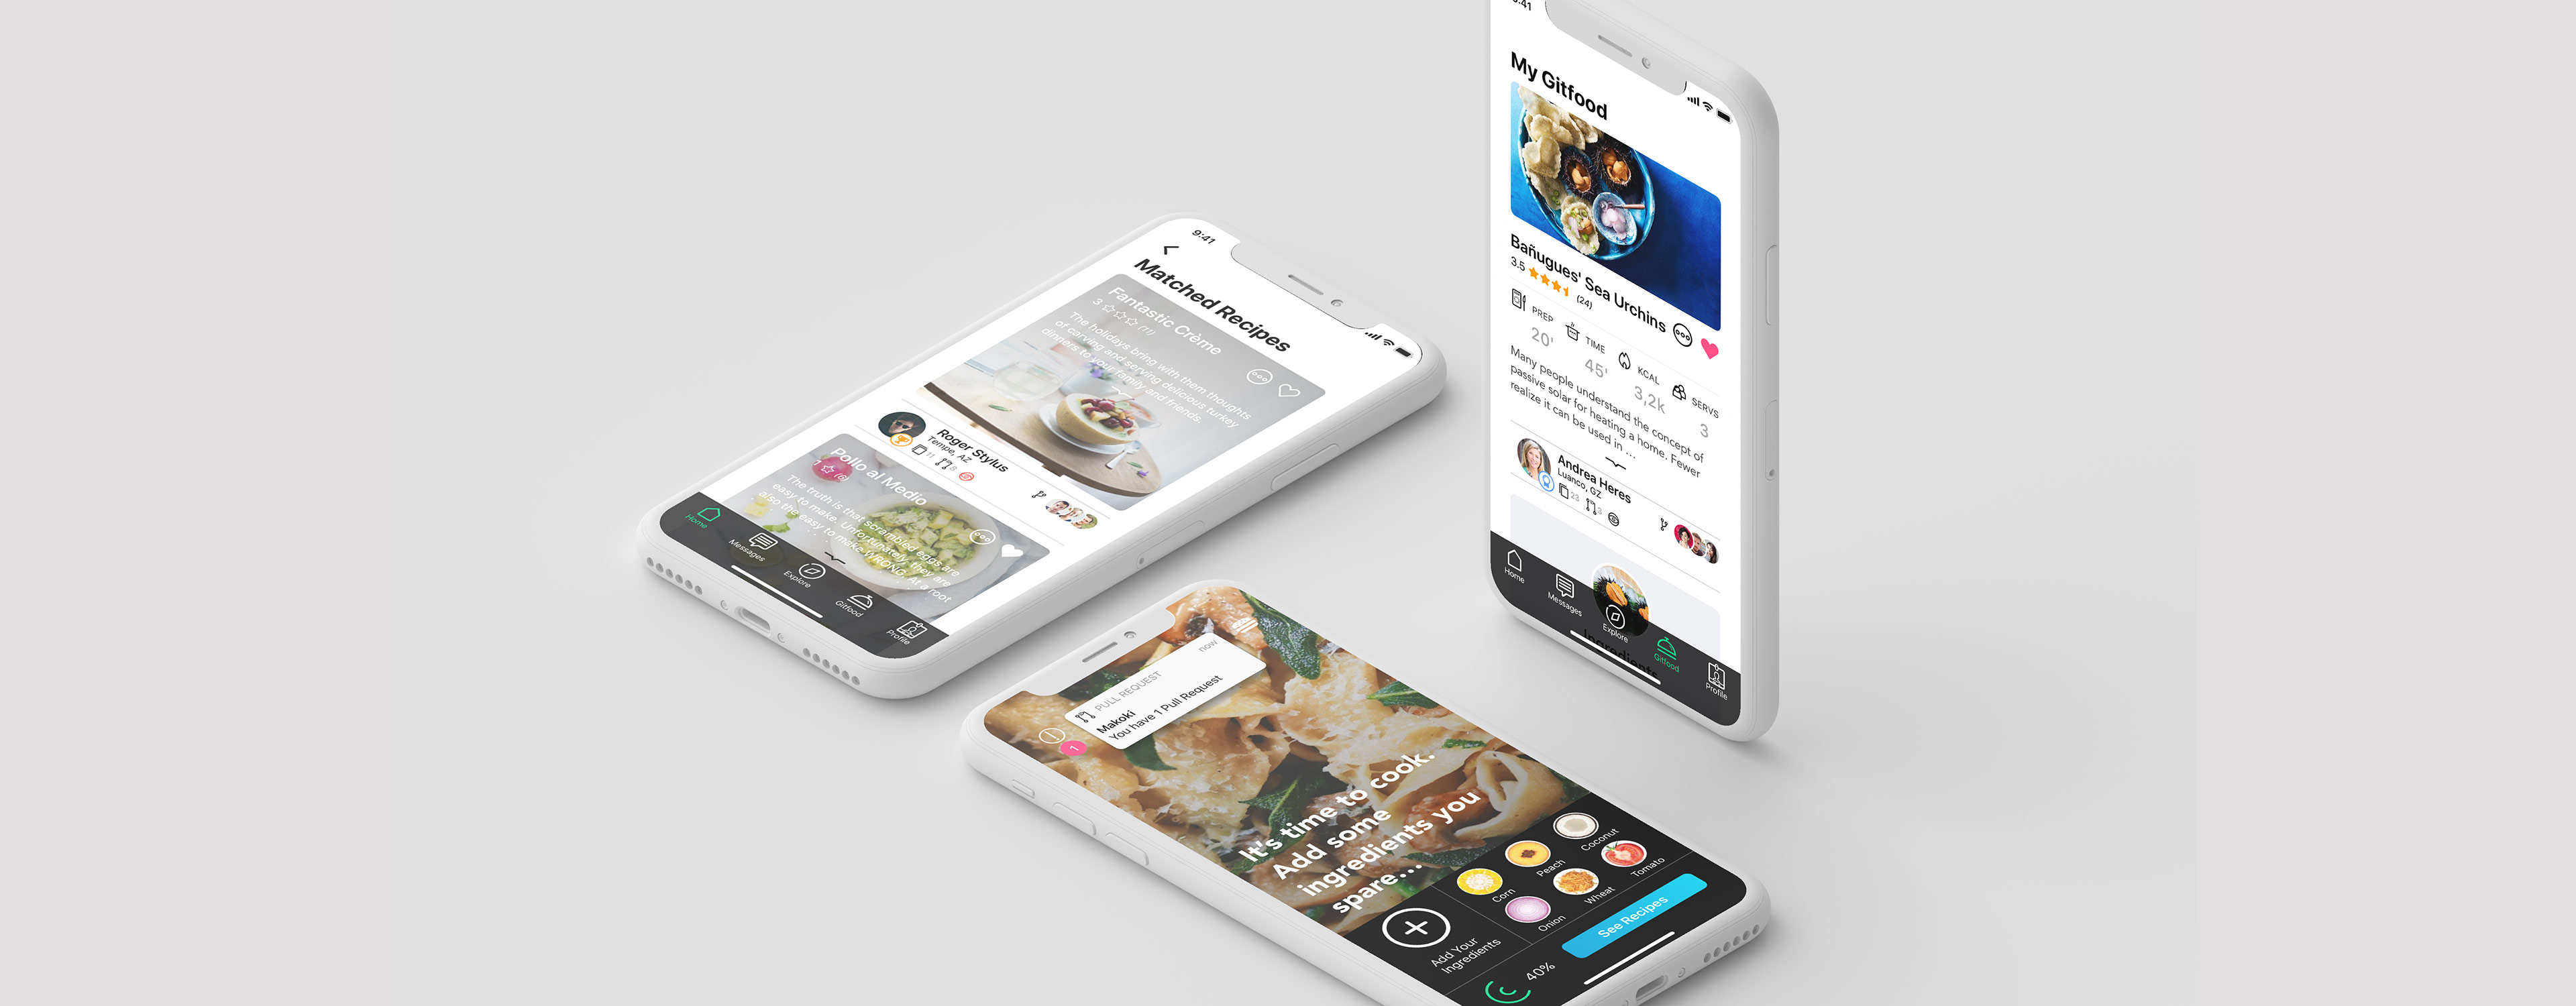 9:41
Matched Recipes
Fantastic Crème
3 (11)
The holidays bring with them thoughts
of carving and serving delicious turkey
dinners to your family and friends.
Roger Stylus
Tempe, AZ
11 8
Pollo al Medio
1 (6)
The truth is that scrambled eggs are
easy to make. Unfortunately they are
also the easy to make WRONG. At a root
Home
Messages
Explore
Gitfood
Profile
now
PULL REQUEST
Makoki
You have 1 Pull Request
1
It's time to cook.
Add some
ingredients you
spare...
Add Your
Ingredients
Corn
Peach
Coconut
Onion
Wheat
Tomato
See Recipes
40%
9:41
My Gitfood
Bañugues' Sea Urchins
3.5 (24)
PREP
20'
TIME
45'
KCAL
3,2k
SERVS
3
Many people understand the concept of
passive solar for heating a home. Fewer
realize it can be used in ...
Andrea Heres
Luanco, GZ
23 3
Ingredients
Home
Messages
Explore
Gitfood
Profile